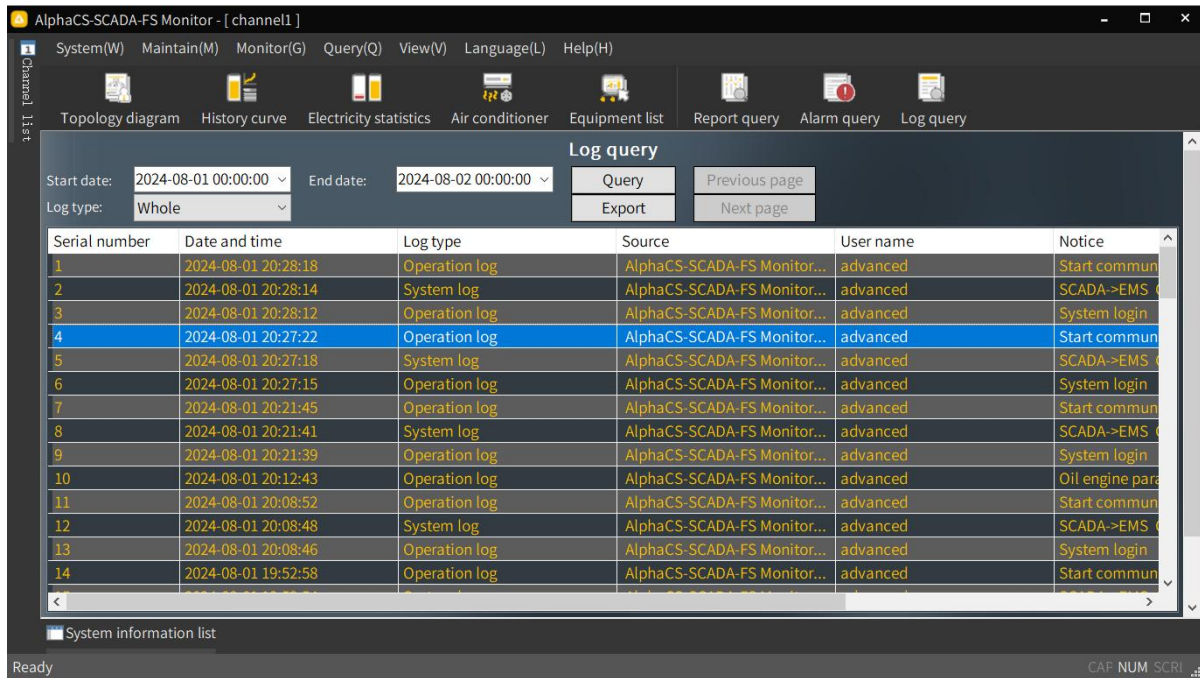 AlphaCS-SCADA-FS Monitor - [ channel1 ]
System(W) Maintain(M) Monitor(G) Query(Q) View(V) Language(L) Help(H)
Channel list
Topology diagram History curve Electricity statistics Air conditioner Equipment list Report query Alarm query Log query
Log query
Start date: 2024-08-01 00:00:00 End date: 2024-08-02 00:00:00 Query Previous page
Log type: Whole Export Next page
Serial number Date and time Log type Source User name Notice
1 2024-08-01 20:28:18 Operation log AlphaCS-SCADA-FS Monitor... advanced Start commun
2 2024-08-01 20:28:14 System log AlphaCS-SCADA-FS Monitor... advanced SCADA->EMS
3 2024-08-01 20:28:12 Operation log AlphaCS-SCADA-FS Monitor... advanced System login
4 2024-08-01 20:27:22 Operation log AlphaCS-SCADA-FS Monitor... advanced Start commun
5 2024-08-01 20:27:18 System log AlphaCS-SCADA-FS Monitor... advanced SCADA->EMS
6 2024-08-01 20:27:15 Operation log AlphaCS-SCADA-FS Monitor... advanced System login
7 2024-08-01 20:21:45 Operation log AlphaCS-SCADA-FS Monitor... advanced Start commun
8 2024-08-01 20:21:41 System log AlphaCS-SCADA-FS Monitor... advanced SCADA->EMS
9 2024-08-01 20:21:39 Operation log AlphaCS-SCADA-FS Monitor... advanced System login
10 2024-08-01 20:12:43 Operation log AlphaCS-SCADA-FS Monitor... advanced Oil engine para
11 2024-08-01 20:08:52 Operation log AlphaCS-SCADA-FS Monitor... advanced Start commun
12 2024-08-01 20:08:48 System log AlphaCS-SCADA-FS Monitor... advanced SCADA->EMS
13 2024-08-01 20:08:46 Operation log AlphaCS-SCADA-FS Monitor... advanced System login
14 2024-08-01 19:52:58 Operation log AlphaCS-SCADA-FS Monitor... advanced Start commun
System information list
Ready CAP NUM SCRL